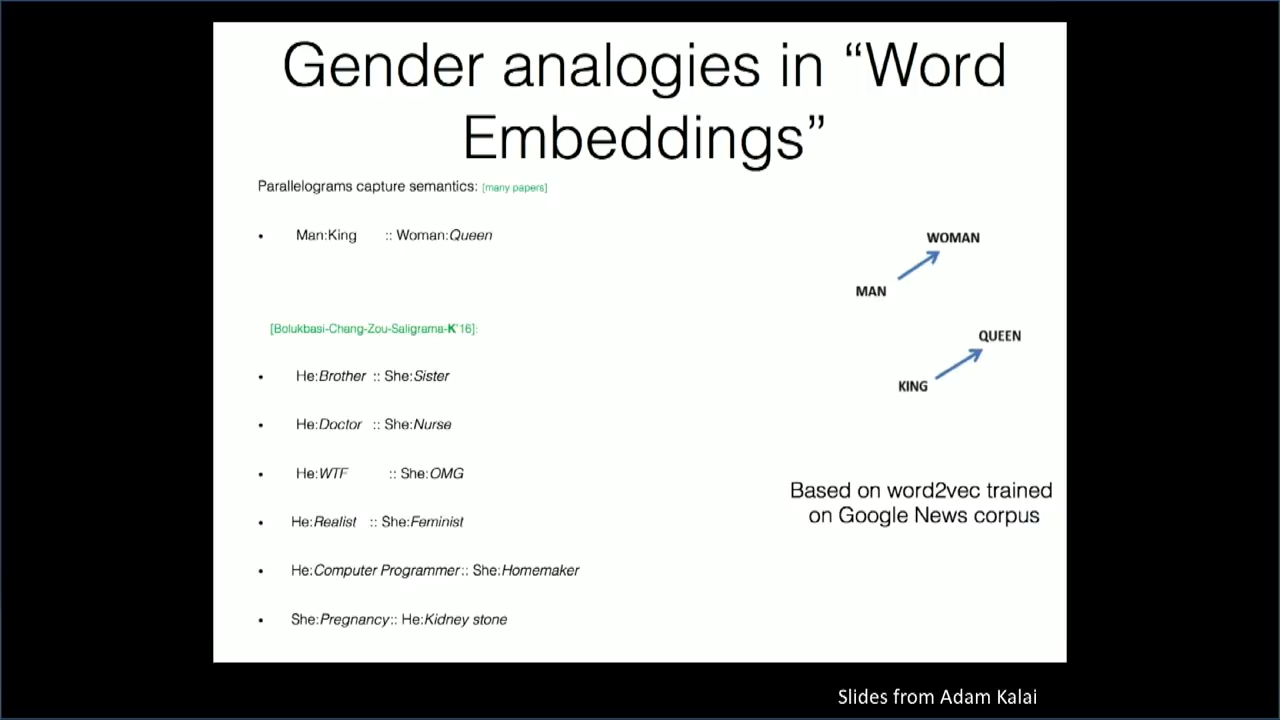 Gender analogies in “Word
Embeddings”
Parallelograms capture semantics: [many papers]
• Man:King :: Woman:Queen
WOMAN
MAN
[Bolukbasi-Chang-Zou-Saligrama-K'16]:
QUEEN
KING
• He:Brother :: She:Sister
• He:Doctor :: She:Nurse
• He:WTF :: She:OMG
Based on word2vec trained
on Google News corpus
• He:Realist :: She:Feminist
• He:Computer Programmer:: She:Homemaker
• She:Pregnancy:: He:Kidney stone
Slides from Adam Kalai